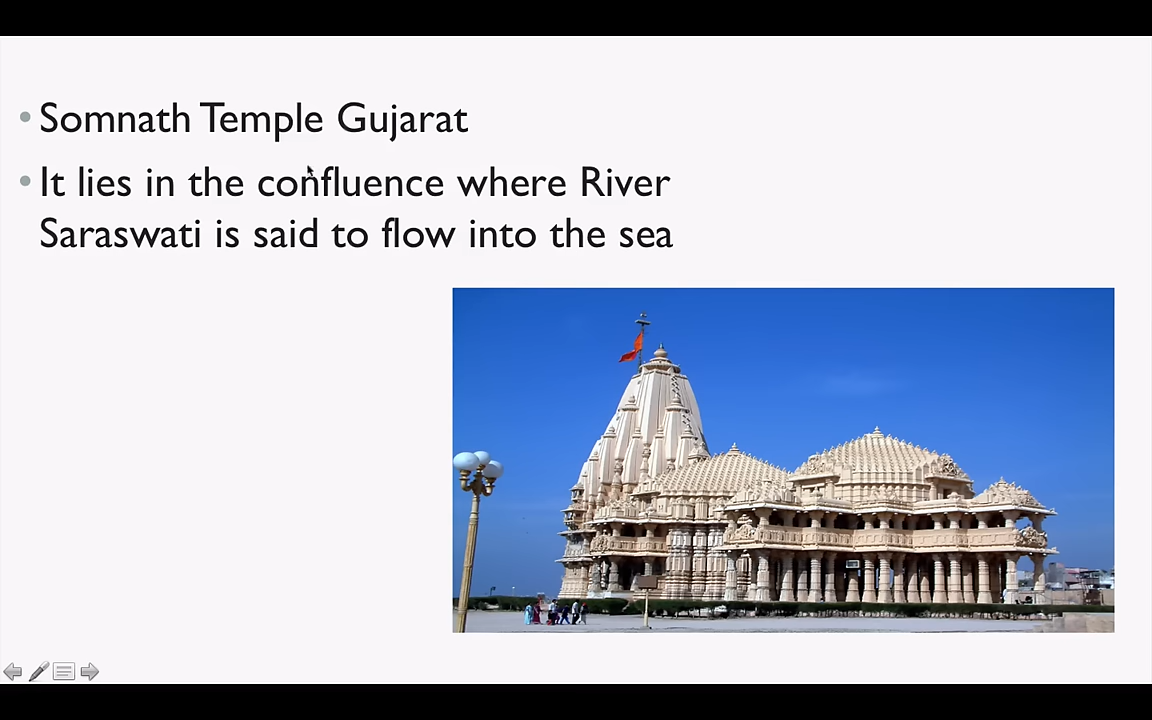 • Somnath Temple Gujarat
• It lies in the confluence where River
Saraswati is said to flow into the sea